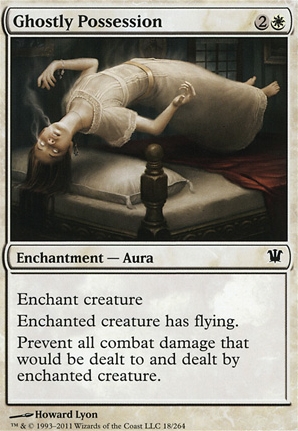 Ghostly Possession 2
Enchantment — Aura
Enchant creature
Enchanted creature has flying.
Prevent all combat damage that
would be dealt to and dealt by
enchanted creature.
Howard Lyon
™ & © 1993–2011 Wizards of the Coast LLC 18/264